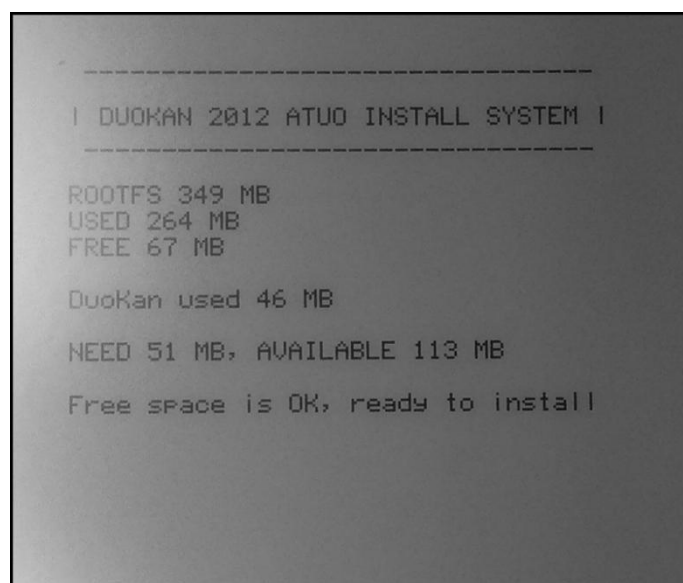 ---------------------------------
| DUOKAN 2012 ATUO INSTALL SYSTEM |
---------------------------------
ROOTFS 349 MB
USED 264 MB
FREE 67 MB
DuoKan used 46 MB
NEED 51 MB, AVAILABLE 113 MB
Free space is OK, ready to install